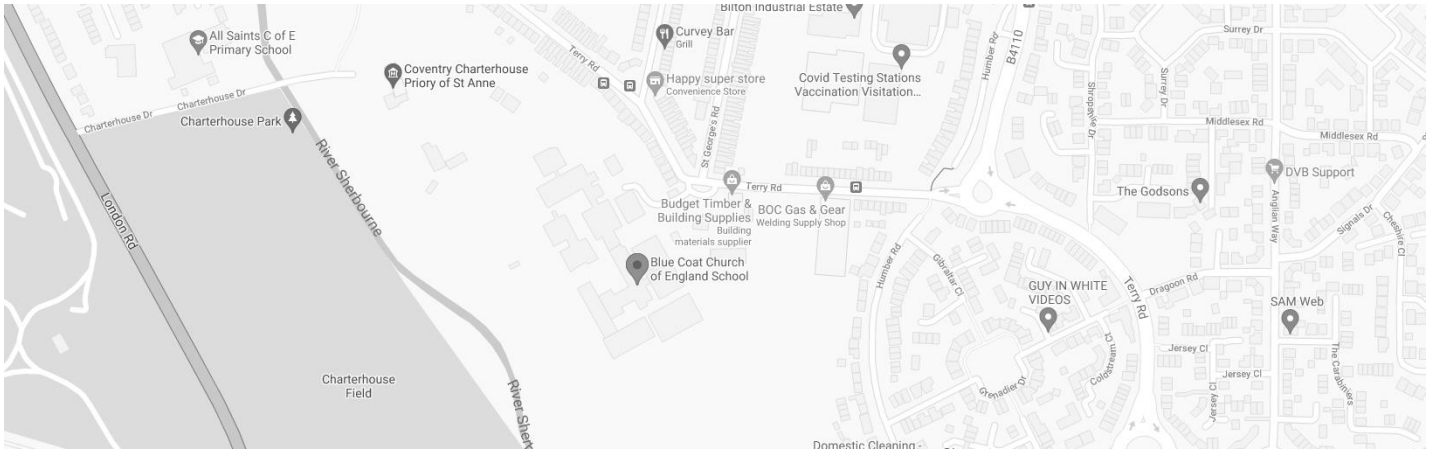 Bilton Industrial Estate
All Saints C of E
Primary School
Curvey Bar
Grill
Terry Rd
Humber Rd
B4110
Surrey Dr
Coventry Charterhouse
Priory of St Anne
Happy super store
Convenience Store
Covid Testing Stations
Vaccination Visitation...
Surrey Dr
Shropshire Dr
Charterhouse Dr
Charterhouse Dr
Charterhouse Park
Middlesex Rd
Middlesex Rd
St George's Rd
River Sherbourne
DVB Support
Terry Rd
The Godsons
Anglian Way
London Rd
Budget Timber &
Building Supplies
Building
materials supplier
BOC Gas & Gear
Welding Supply Shop
Signals Dr
Cheshire Cl
Blue Coat Church
of England School
Humber Rd
Gibraltar Cl
Terry Rd
Dragoon Rd
GUY IN WHITE
VIDEOS
SAM Web
Jersey Cl
Coldstream Ct
Jersey Cl
Jersey Cl
The Carabiniers
Charterhouse
Field
Grenadier Dr
River Sher
Domestic Cleaning -